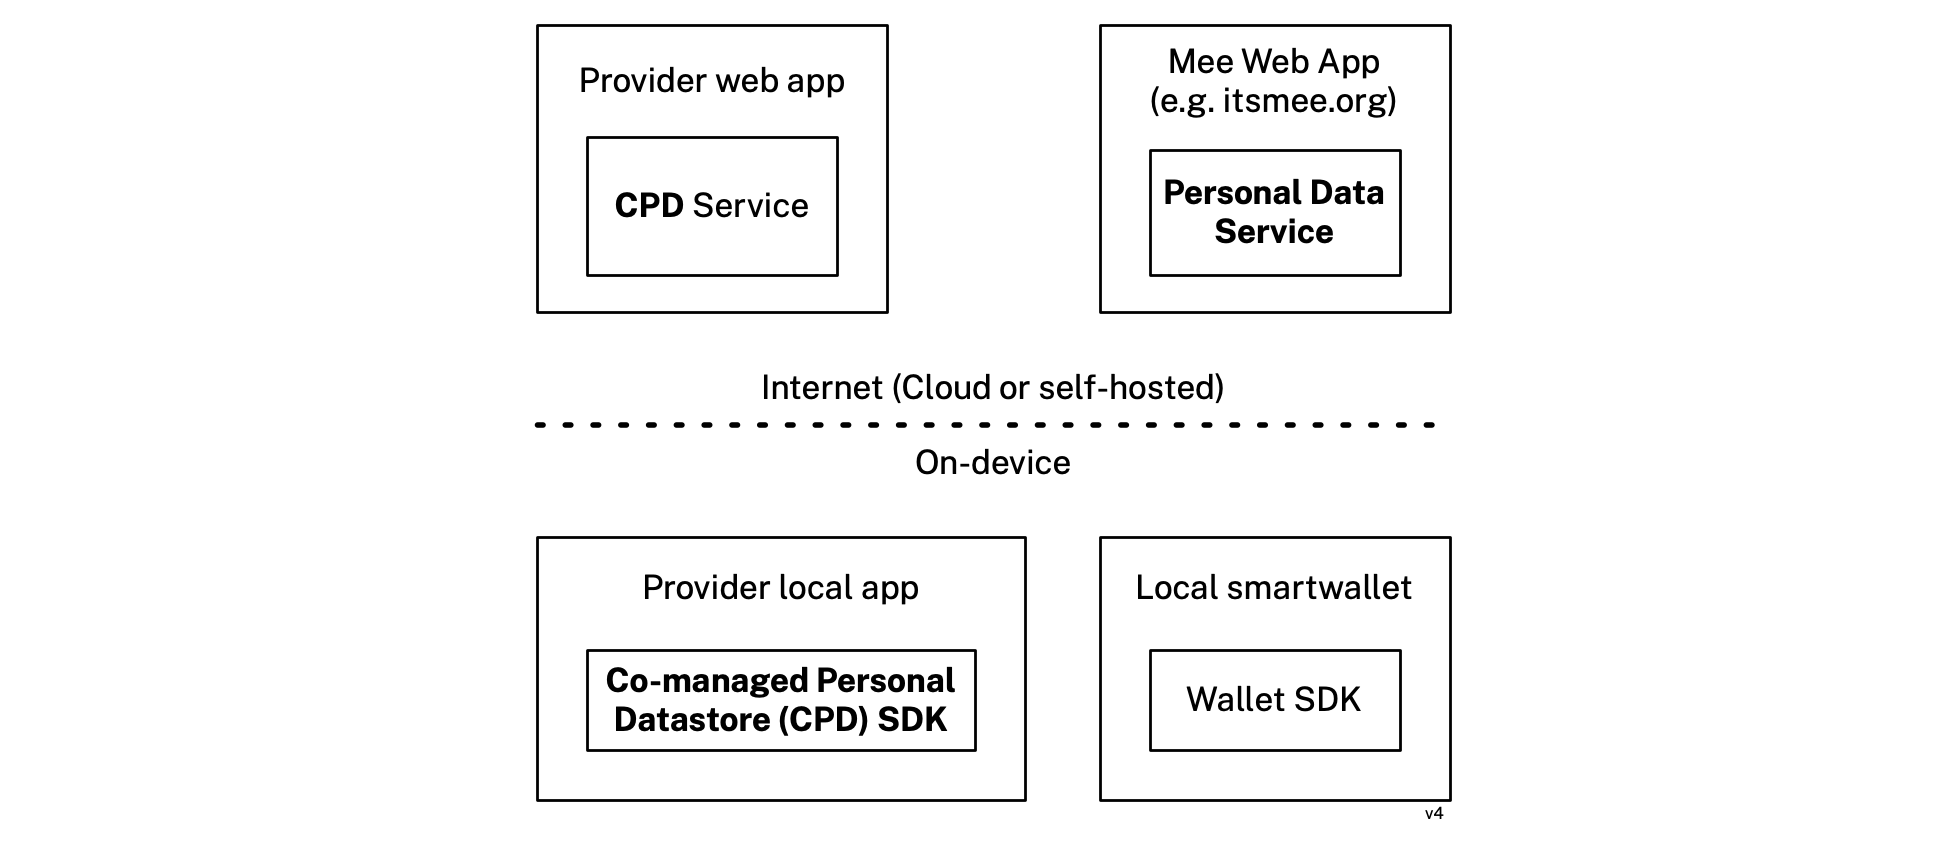 Provider web app
CPD Service
Mee Web App
(e.g. itsmee.org)
Personal Data
Service
Internet (Cloud or self-hosted)
On-device
Provider local app
Co-managed Personal
Datastore (CPD) SDK
Local smartwallet
Wallet SDK
v4